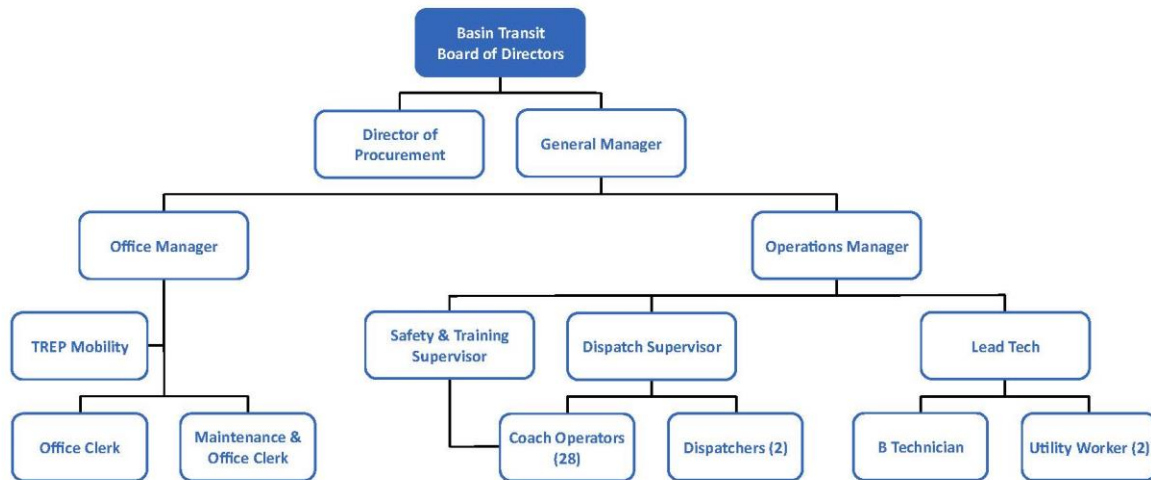 Basin Transit
Board of Directors
Director of
Procurement
General Manager
Office Manager
Operations Manager
TREP Mobility
Safety & Training
Supervisor
Dispatch Supervisor
Lead Tech
Office Clerk
Maintenance &
Office Clerk
Coach Operators
(28)
Dispatchers (2)
B Technician
Utility Worker (2)